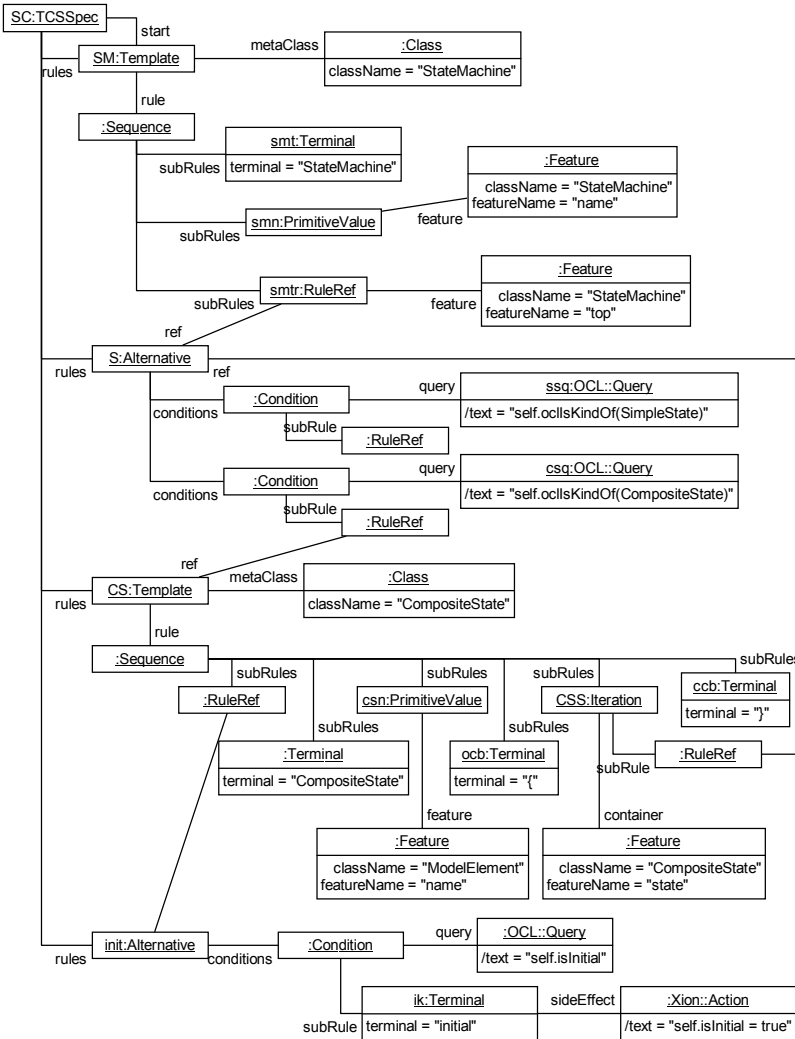 SC:TCSSpec
start
metaClass
:Class
rules
SM:Template
className = "StateMachine"
rule
:Sequence
smt:Terminal
subRules
terminal = "StateMachine"
:Feature
className = "StateMachine"
featureName = "name"
smn:PrimitiveValue
feature
subRules
:Feature
className = "StateMachine"
featureName = "top"
smtr:RuleRef
subRules
feature
ref
S:Alternative
rules
ref
:Condition
query
ssq:OCL::Query
conditions
/text = "self.oclIsKindOf(SimpleState)"
subRule
:RuleRef
:Condition
query
csq:OCL::Query
conditions
/text = "self.oclIsKindOf(CompositeState)"
subRule
:RuleRef
ref
metaClass
:Class
CS:Template
rules
className = "CompositeState"
rule
:Sequence
subRules
subRules
subRules
subRules
:RuleRef
csn:PrimitiveValue
CSS:Iteration
ccb:Terminal
terminal = "}"
subRules
subRules
:Terminal
terminal = "CompositeState"
ocb:Terminal
terminal = "{"
subRule
:RuleRef
feature
container
:Feature
className = "ModelElement"
featureName = "name"
:Feature
className = "CompositeState"
featureName = "state"
init:Alternative
rules
conditions
:Condition
query
:OCL::Query
/text = "self.isInitial"
ik:Terminal
sideEffect
:Xion::Action
subRule
terminal = "initial"
/text = "self.isInitial = true"